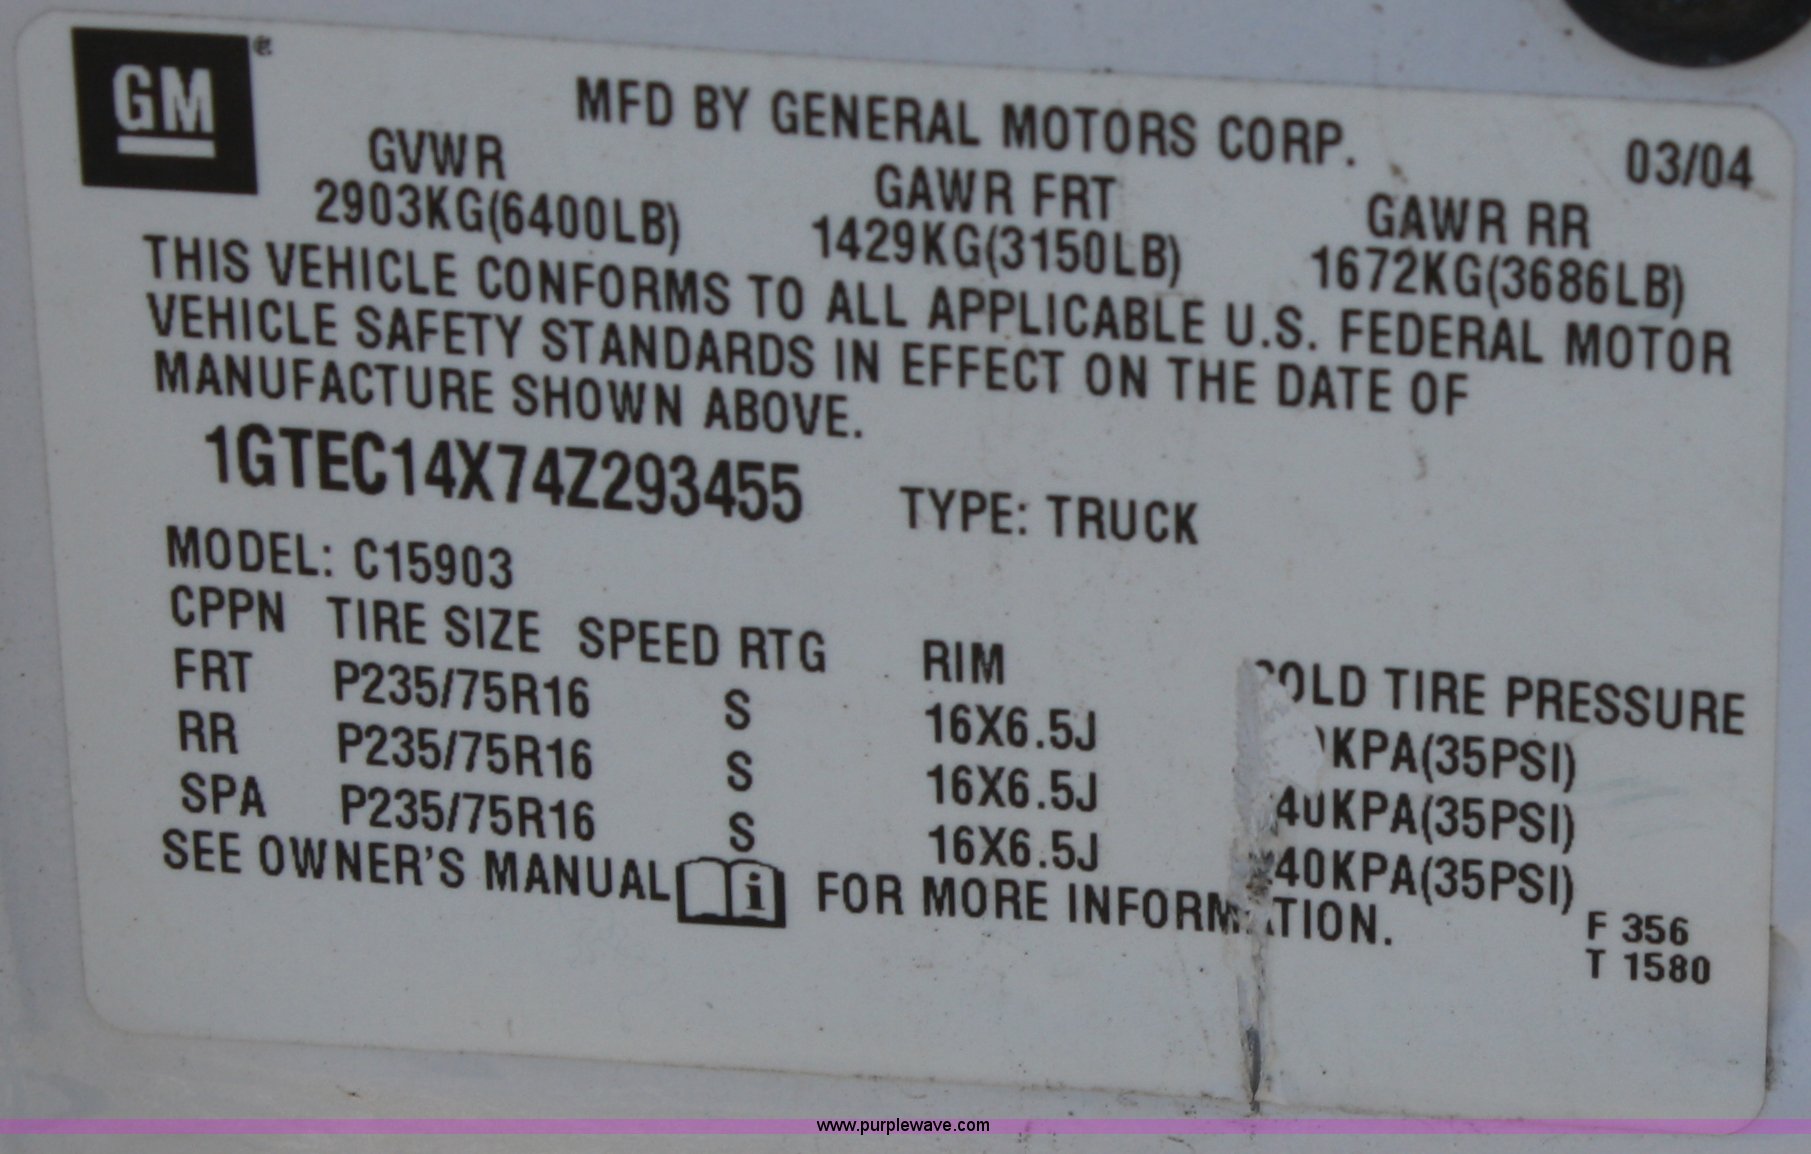 GM
MFD BY GENERAL MOTORS CORP.
03/04
GVWR GAWR FRT GAWR RR
2903KG(6400LB) 1429KG(3150LB) 1672KG(3686LB)
THIS VEHICLE CONFORMS TO ALL APPLICABLE U.S. FEDERAL MOTOR
VEHICLE SAFETY STANDARDS IN EFFECT ON THE DATE OF
MANUFACTURE SHOWN ABOVE.
1GTEC14X74Z293455 TYPE: TRUCK
MODEL: C15903
CPPN TIRE SIZE SPEED RTG RIM COLD TIRE PRESSURE
FRT P235/75R16 S 16X6.5J KPA(35PSI)
RR P235/75R16 S 16X6.5J 40KPA(35PSI)
SPA P235/75R16 S 16X6.5J 40KPA(35PSI)
SEE OWNER'S MANUAL i FOR MORE INFORMATION.
F 356
T 1580
www.purplewave.com